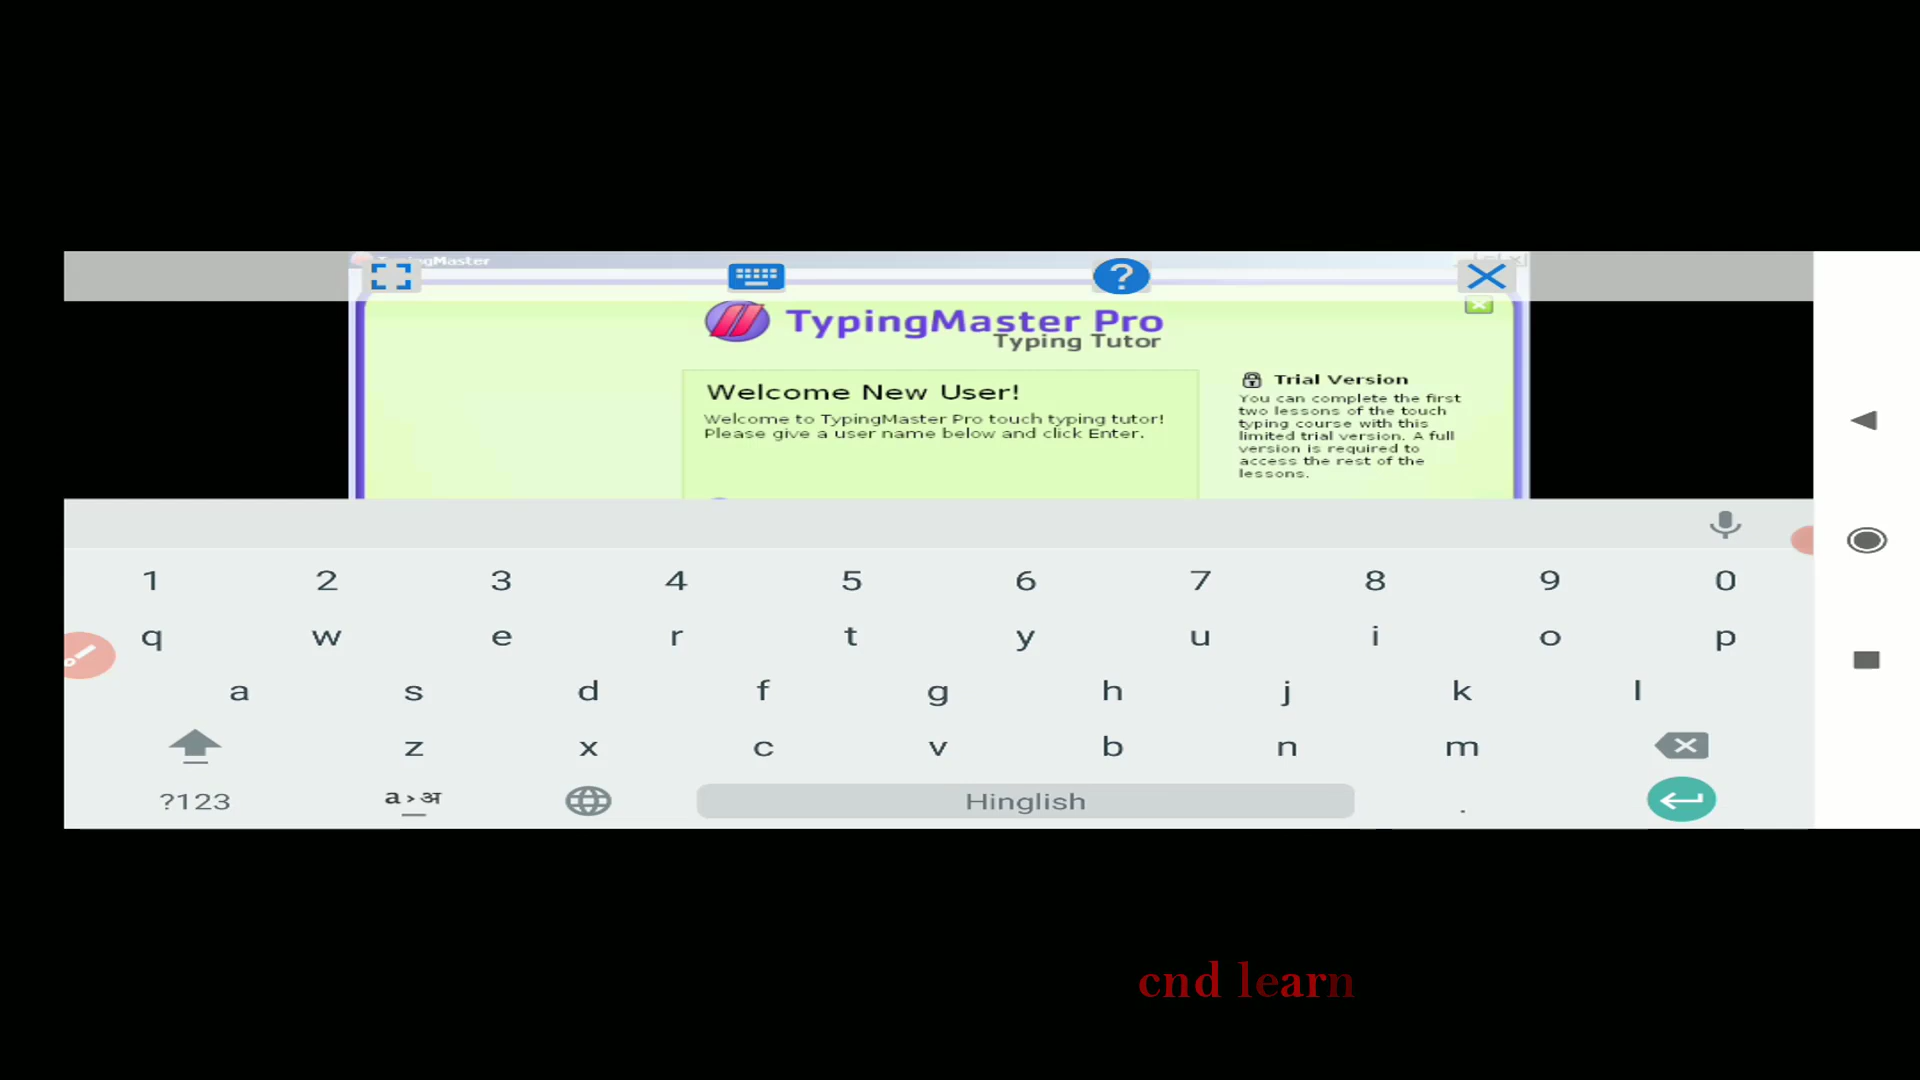 TypingMaster
?
TypingMaster Pro
Typing Tutor
Welcome New User!
Welcome to TypingMaster Pro touch typing tutor!
Please give a user name below and click Enter.
Trial Version
You can complete the first
two lessons of the touch
typing course with this
limited trial version. A full
version is required to
access the rest of the
lessons.
1 2 3 4 5 6 7 8 9 0
q w e r t y u i o p
a s d f g h j k l
z x c v b n m
?123 a›अ Hinglish .
cnd learn